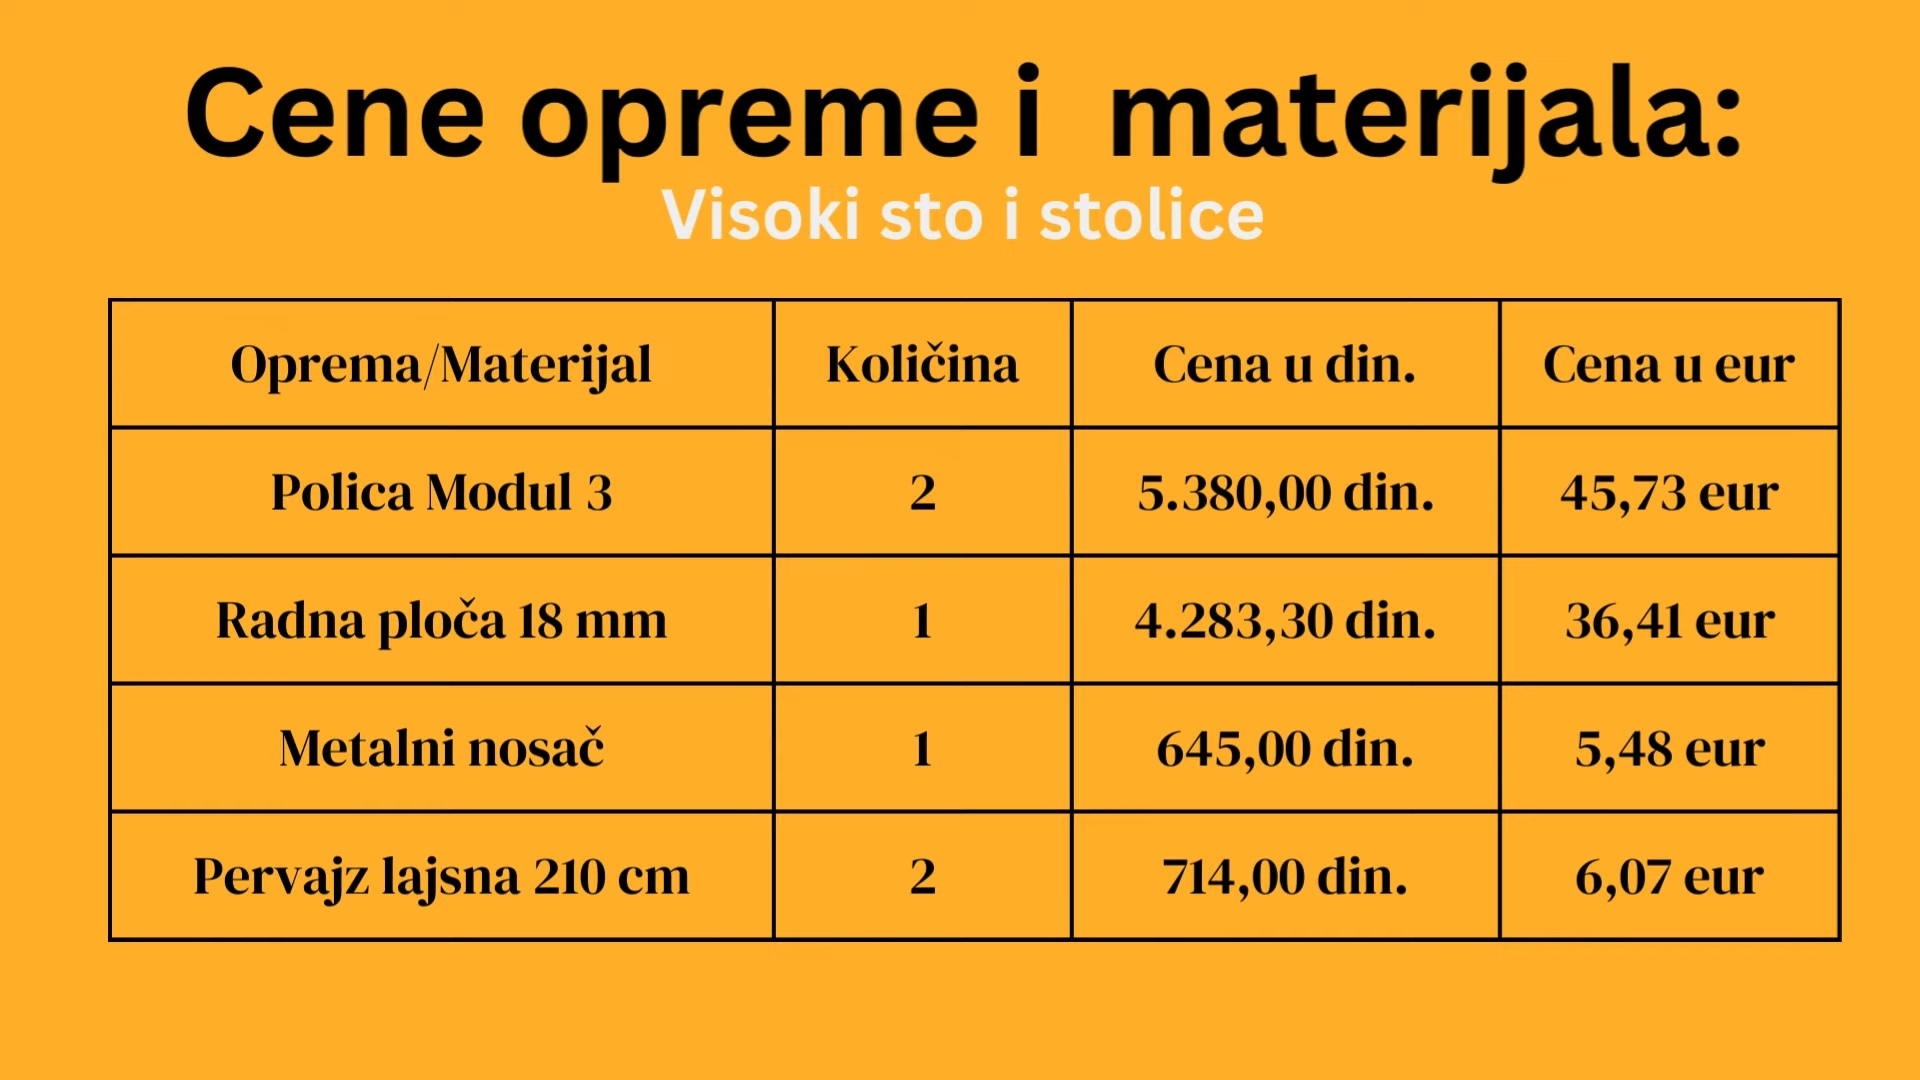 Cene opreme i materijala:
Visoki sto i stolice
Oprema/Materijal Količina Cena u din. Cena u eur
Polica Modul 3 2 5.380,00 din. 45,73 eur
Radna ploča 18 mm 1 4.283,30 din. 36,41 eur
Metalni nosač 1 645,00 din. 5,48 eur
Pervajz lajsna 210 cm 2 714,00 din. 6,07 eur